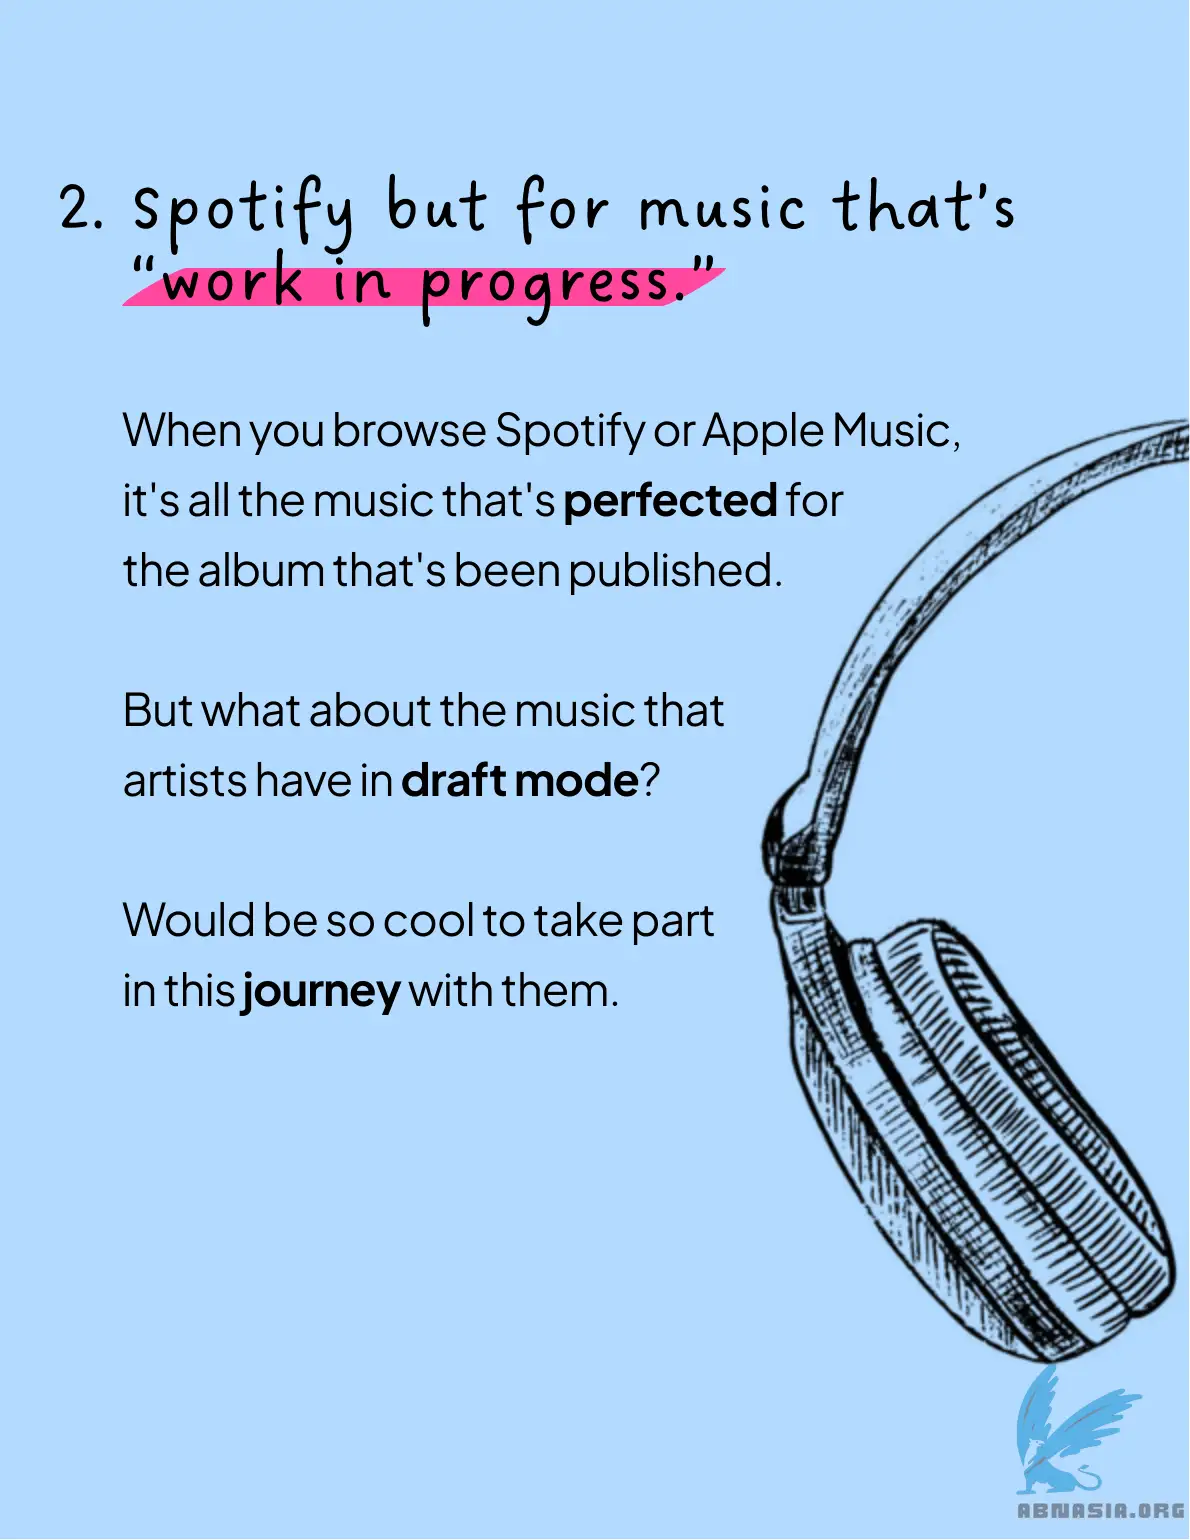 2. Spotify but for music that's
“work in progress.”
When you browse Spotify or Apple Music,
it's all the music that's perfected for
the album that's been published.
But what about the music that
artists have in draft mode?
Would be so cool to take part
in this journey with them.
ABNASIA.ORG